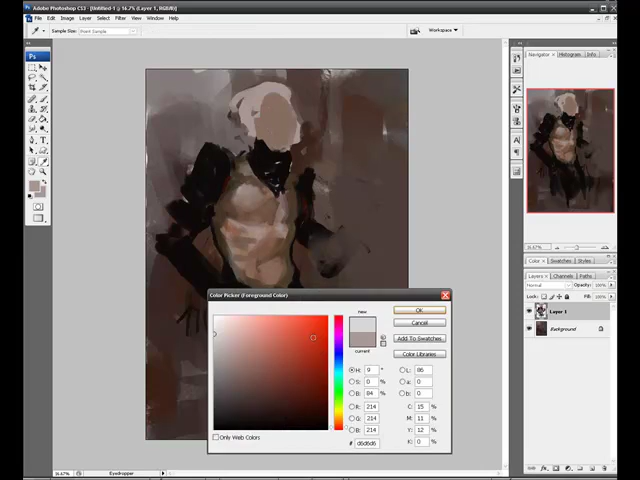 Adobe Photoshop CS3 - [Untitled-1 @ 16.7% (Layer 1, RGB/8)]
File Edit Image Layer Select Filter View Window Help
Sample Size: Point Sample
Workspace
Ps
Navigator Histogram Info
16.67%
Color Swatches Styles
Layers Channels Paths
Normal Opacity: 100%
Lock: Fill: 100%
Layer 1
Background
Color Picker (Foreground Color)
new
current
OK
Cancel
Add To Swatches
Color Libraries
H: 9 °
S: 0 %
B: 84 %
R: 214
G: 214
B: 214
# d6d6d6
L: 86
a: 0
b: 0
C: 15 %
M: 11 %
Y: 12 %
K: 0 %
Only Web Colors
16.67% Eyedropper